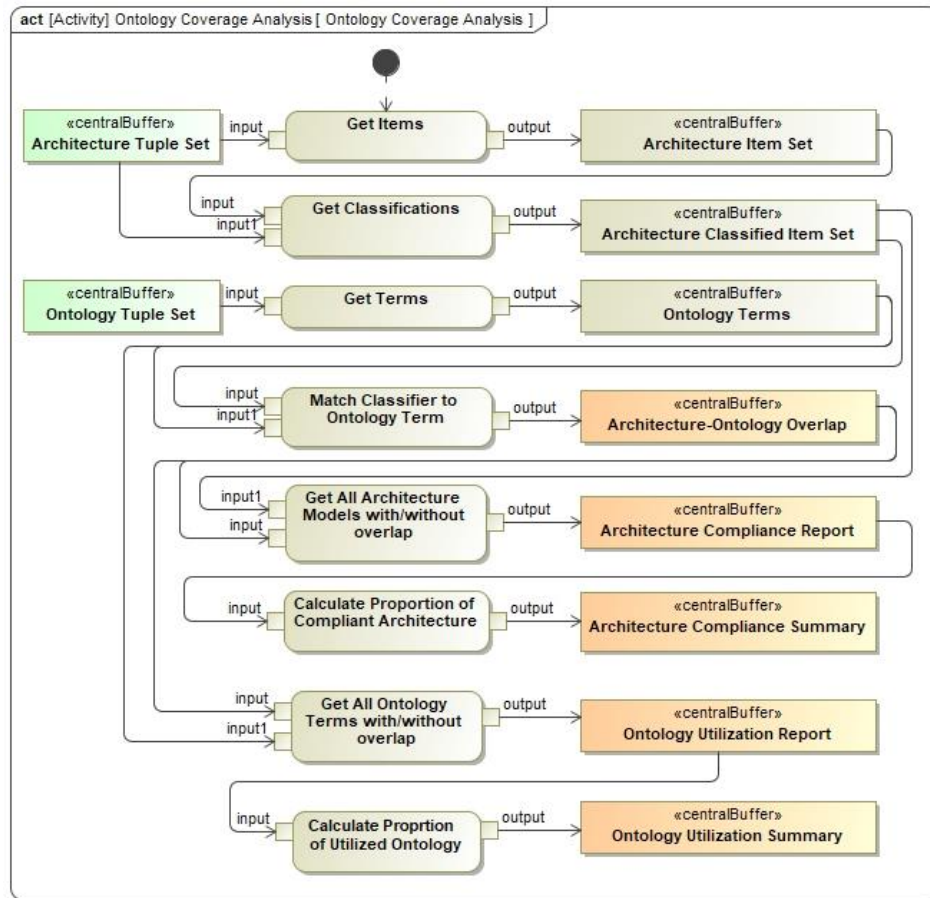 act [Activity] Ontology Coverage Analysis [ Ontology Coverage Analysis ]
«centralBuffer»
Architecture Tuple Set
input
Get Items
output
«centralBuffer»
Architecture Item Set
input
input1
Get Classifications
output
«centralBuffer»
Architecture Classified Item Set
«centralBuffer»
Ontology Tuple Set
input
Get Terms
output
«centralBuffer»
Ontology Terms
input
input1
Match Classifier to
Ontology Term
output
«centralBuffer»
Architecture-Ontology Overlap
input1
input
Get All Architecture
Models with/without
overlap
output
«centralBuffer»
Architecture Compliance Report
input
Calculate Proportion of
Compliant Architecture
output
«centralBuffer»
Architecture Compliance Summary
input
input1
Get All Ontology
Terms with/without
overlap
output
«centralBuffer»
Ontology Utilization Report
input
Calculate Proprtion
of Utilized Ontology
output
«centralBuffer»
Ontology Utilization Summary